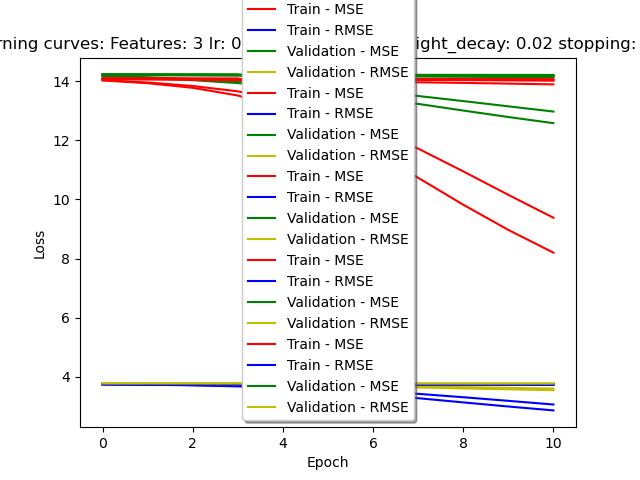 rning curves: Features: 3 lr: 0 ight_decay: 0.02 stopping:
Train - MSE
Train - RMSE
Validation - MSE
Validation - RMSE
Train - MSE
Train - RMSE
Validation - MSE
Validation - RMSE
Train - MSE
Train - RMSE
Validation - MSE
Validation - RMSE
Train - MSE
Train - RMSE
Validation - MSE
Validation - RMSE
Train - MSE
Train - RMSE
Validation - MSE
Validation - RMSE
Loss
14
12
10
8
6
4
0 2 4 6 8 10
Epoch